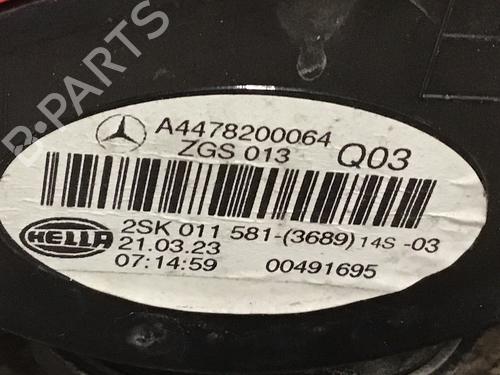 A4478200064
ZGS 013 Q03
HELLA 2SK 011 581-(3689) 14S -03
21.03.23
07:14:59 00491695
B-PARTS